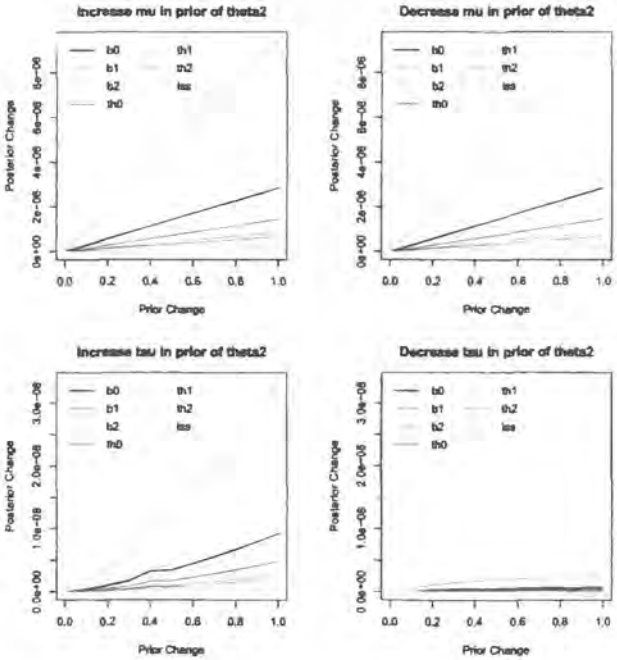 Increase mu in prior of theta2
b0 th1
b1 th2
b2 iss
th0
Posterior Change
0e+00 2e-06 4e-06 6e-06 8e-06
0.0 0.2 0.4 0.6 0.8 1.0
Prior Change
Decrease mu in prior of theta2
b0 th1
b1 th2
b2 iss
th0
Posterior Change
0e+00 2e-06 4e-06 6e-06 8e-06
0.0 0.2 0.4 0.6 0.8 1.0
Prior Change
Increase tau in prior of theta2
b0 th1
b1 th2
b2 iss
th0
Posterior Change
0.0e+00 1.0e-08 2.0e-08 3.0e-08
0.0 0.2 0.4 0.6 0.8 1.0
Prior Change
Decrease tau in prior of theta2
b0 th1
b1 th2
b2 iss
th0
Posterior Change
0.0e+00 1.0e-08 2.0e-08 3.0e-08
0.0 0.2 0.4 0.6 0.8 1.0
Prior Change